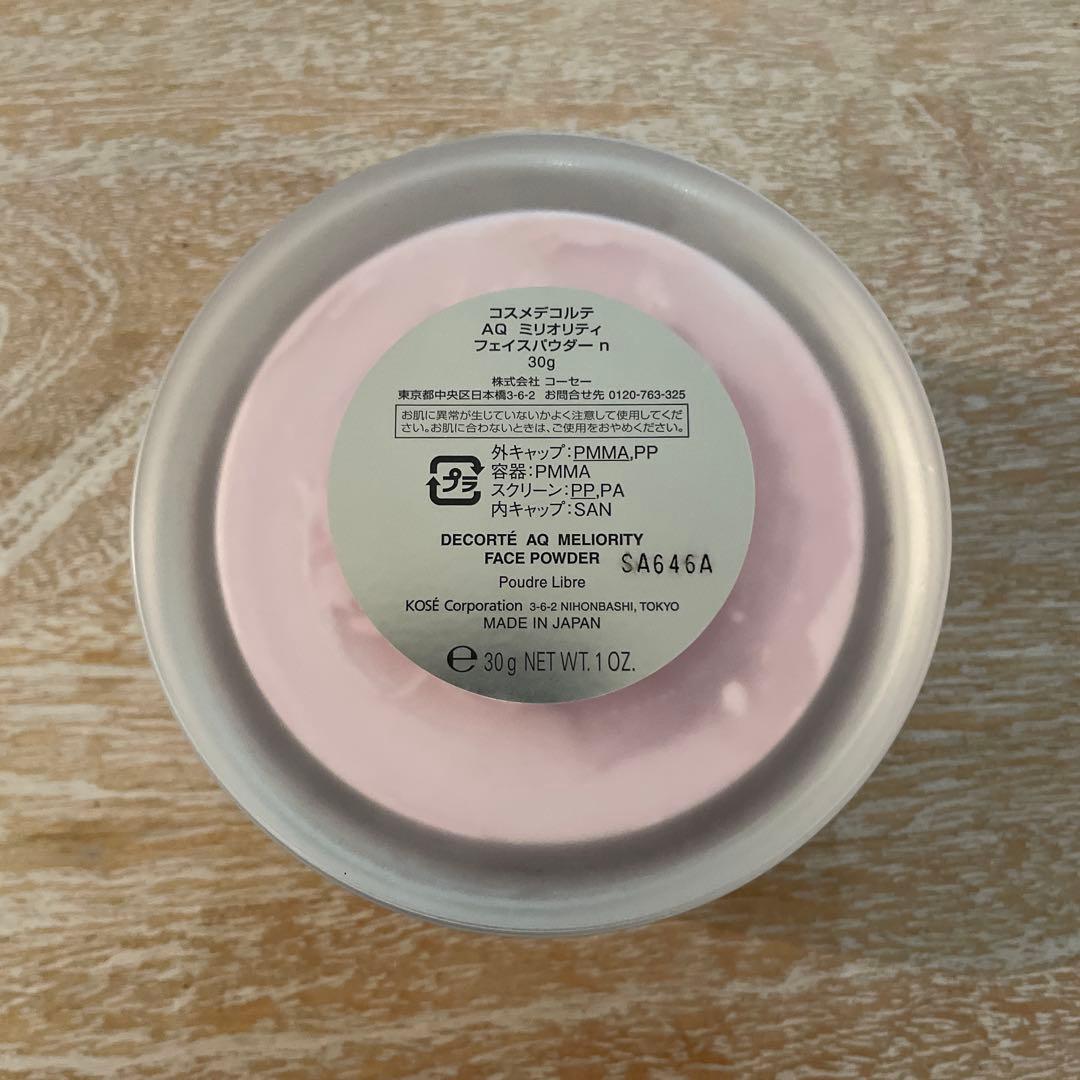 コスメデコルテ
AQ ミリオリティ
フェイスパウダー n
30g
株式会社 コーセー
東京都中央区日本橋3-6-2 お問合せ先 0120-763-325
お肌に異常が生じていないかよく注意して使用してくだ
さい。お肌に合わないときは、ご使用をおやめください。
外キャップ:PMMA,PP
プラ 容器:PMMA
スクリーン:PP,PA
内キャップ:SAN
DECORTÉ AQ MELIORITY
FACE POWDER SA646A
Poudre Libre
KOSÉ Corporation 3-6-2 NIHONBASHI, TOKYO
MADE IN JAPAN
℮ 30g NET WT. 1 OZ.